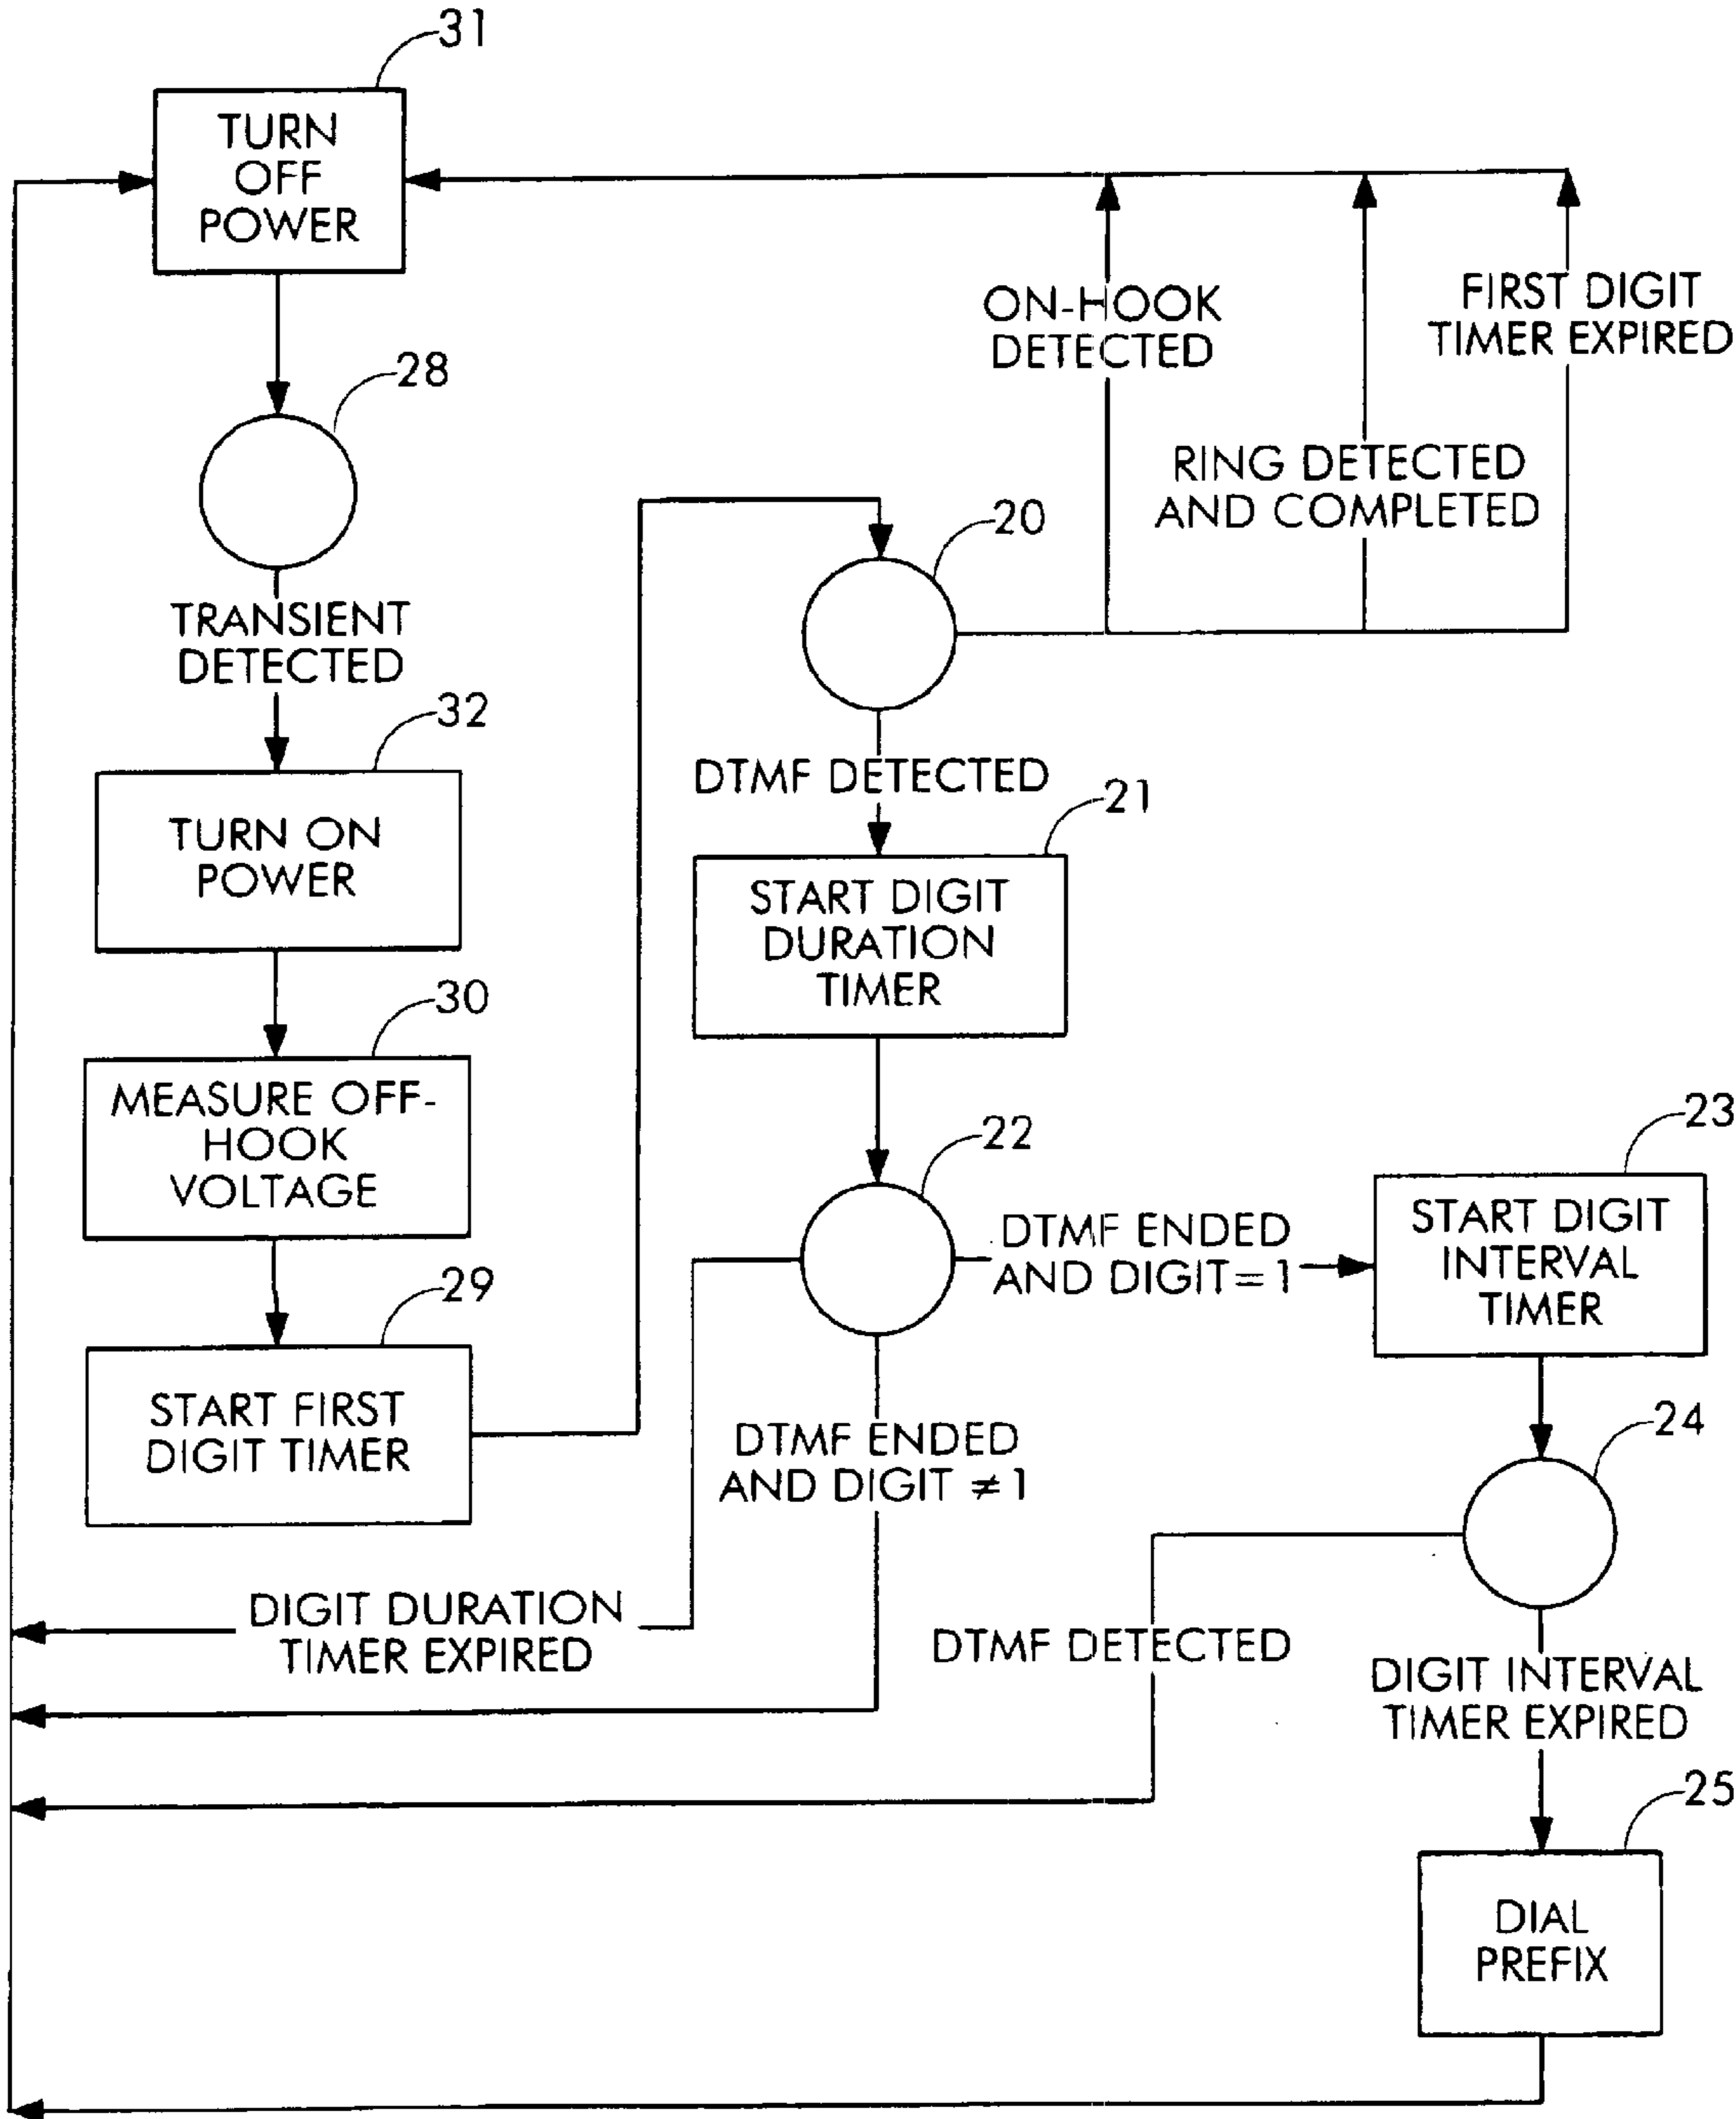 31
TURN
OFF
POWER
28
TRANSIENT
DETECTED
32
TURN ON
POWER
30
MEASURE OFF-
HOOK
VOLTAGE
29
START FIRST
DIGIT TIMER
ON-HOOK
DETECTED
FIRST DIGIT
TIMER EXPIRED
RING DETECTED
AND COMPLETED
20
DTMF DETECTED
21
START DIGIT
DURATION
TIMER
22
DTMF ENDED
AND DIGIT = 1
23
START DIGIT
INTERVAL
TIMER
DTMF ENDED
AND DIGIT ≠ 1
24
DIGIT DURATION
TIMER EXPIRED
DTMF DETECTED
DIGIT INTERVAL
TIMER EXPIRED
25
DIAL
PREFIX